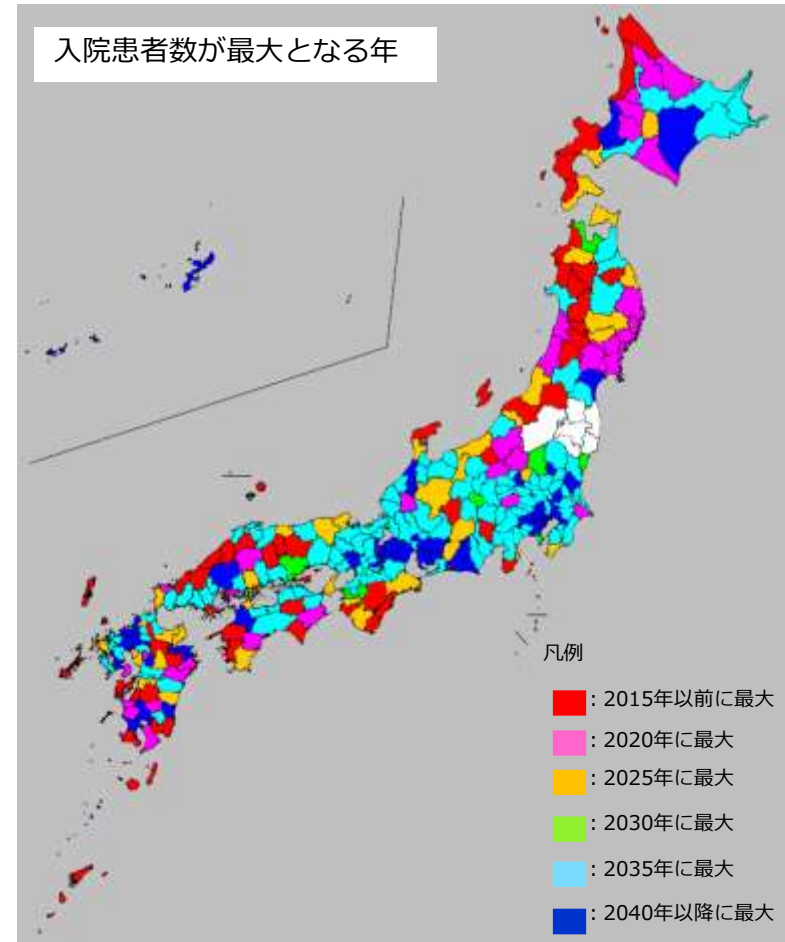 入院患者数が最大となる年
凡例
：2015年以前に最大
：2020年に最大
：2025年に最大
：2030年に最大
：2035年に最大
：2040年以降に最大